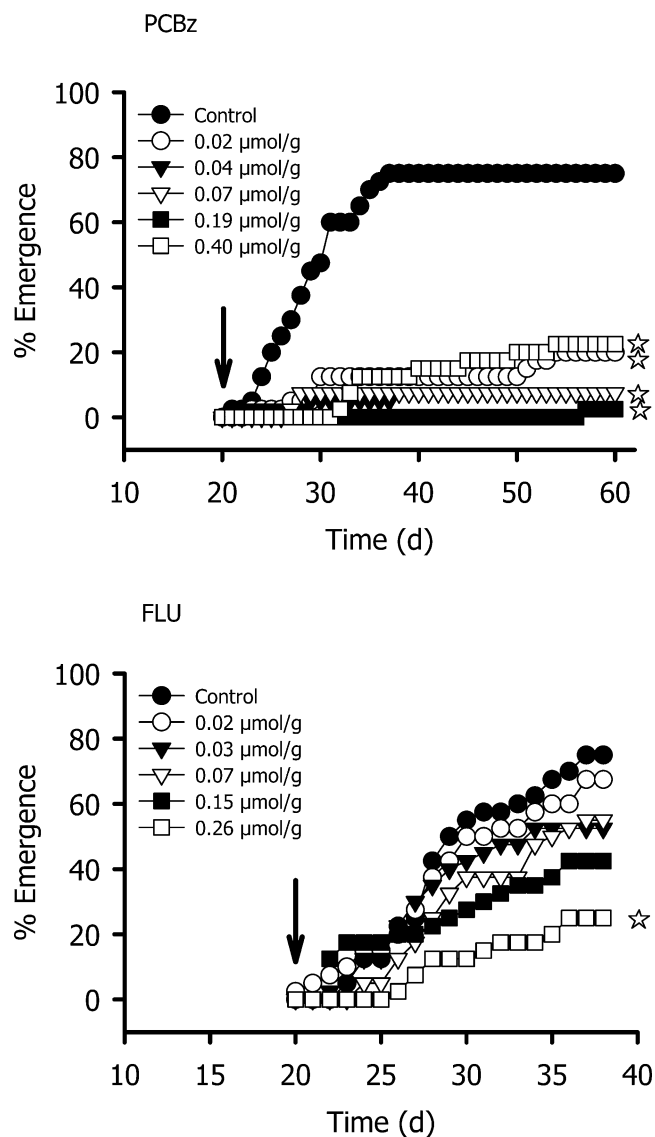 PCBz
100
80
60
40
20
0
% Emergence
Control
0.02 μmol/g
0.04 μmol/g
0.07 μmol/g
0.19 μmol/g
0.40 μmol/g
10 20 30 40 50 60
Time (d)
FLU
100
80
60
40
20
0
% Emergence
Control
0.02 μmol/g
0.03 μmol/g
0.07 μmol/g
0.15 μmol/g
0.26 μmol/g
10 15 20 25 30 35 40
Time (d)